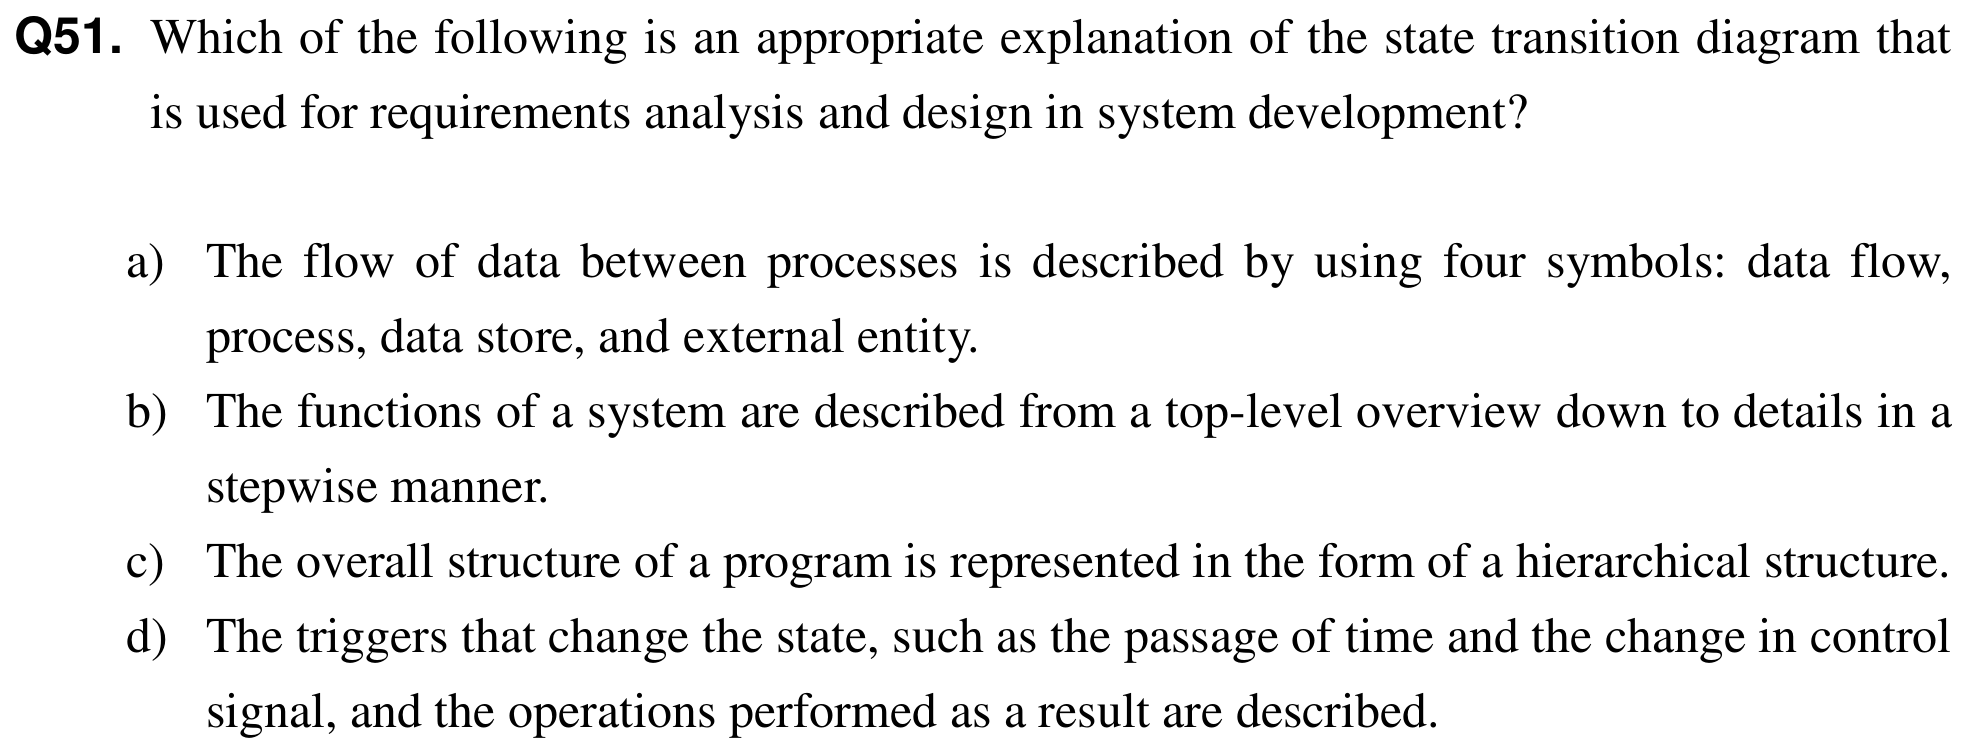 Q51. Which of the following is an appropriate explanation of the state transition diagram that
is used for requirements analysis and design in system development?
a) The flow of data between processes is described by using four symbols: data flow,
process, data store, and external entity.
b) The functions of a system are described from a top-level overview down to details in a
stepwise manner.
c) The overall structure of a program is represented in the form of a hierarchical structure.
d) The triggers that change the state, such as the passage of time and the change in control
signal, and the operations performed as a result are described.